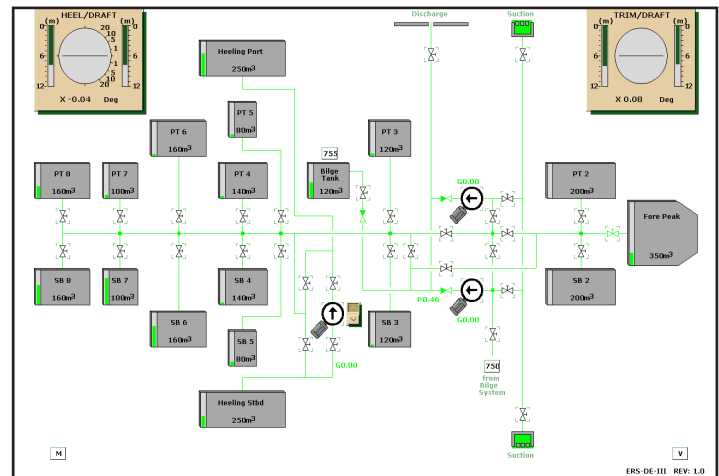 HEEL/DRAFT
(m)
(m)
0
6
12
20
10
5
1
1
5
10
20
0
6
12
X -0.04 Deg
Discharge
Suction
TRIM/DRAFT
(m)
(m)
0
6
12
0
6
12
X 0.08 Deg
Heeling Port
250m3
PT 5
80m3
PT 6
160m3
PT 3
120m3
755
PT 8
160m3
PT 7
100m3
PT 4
140m3
Bilge
Tank
120m3
G0.00
PT 2
200m3
Fore Peak
350m3
SB 8
160m3
SB 7
100m3
SB 4
140m3
SB 2
200m3
R0.46
G0.00
SB 6
160m3
SB 5
80m3
SB 3
120m3
G0.00
750
from
Bilge
System
Heeling Stbd
250m3
Suction
M
V
ERS-DE-III REV: 1.0